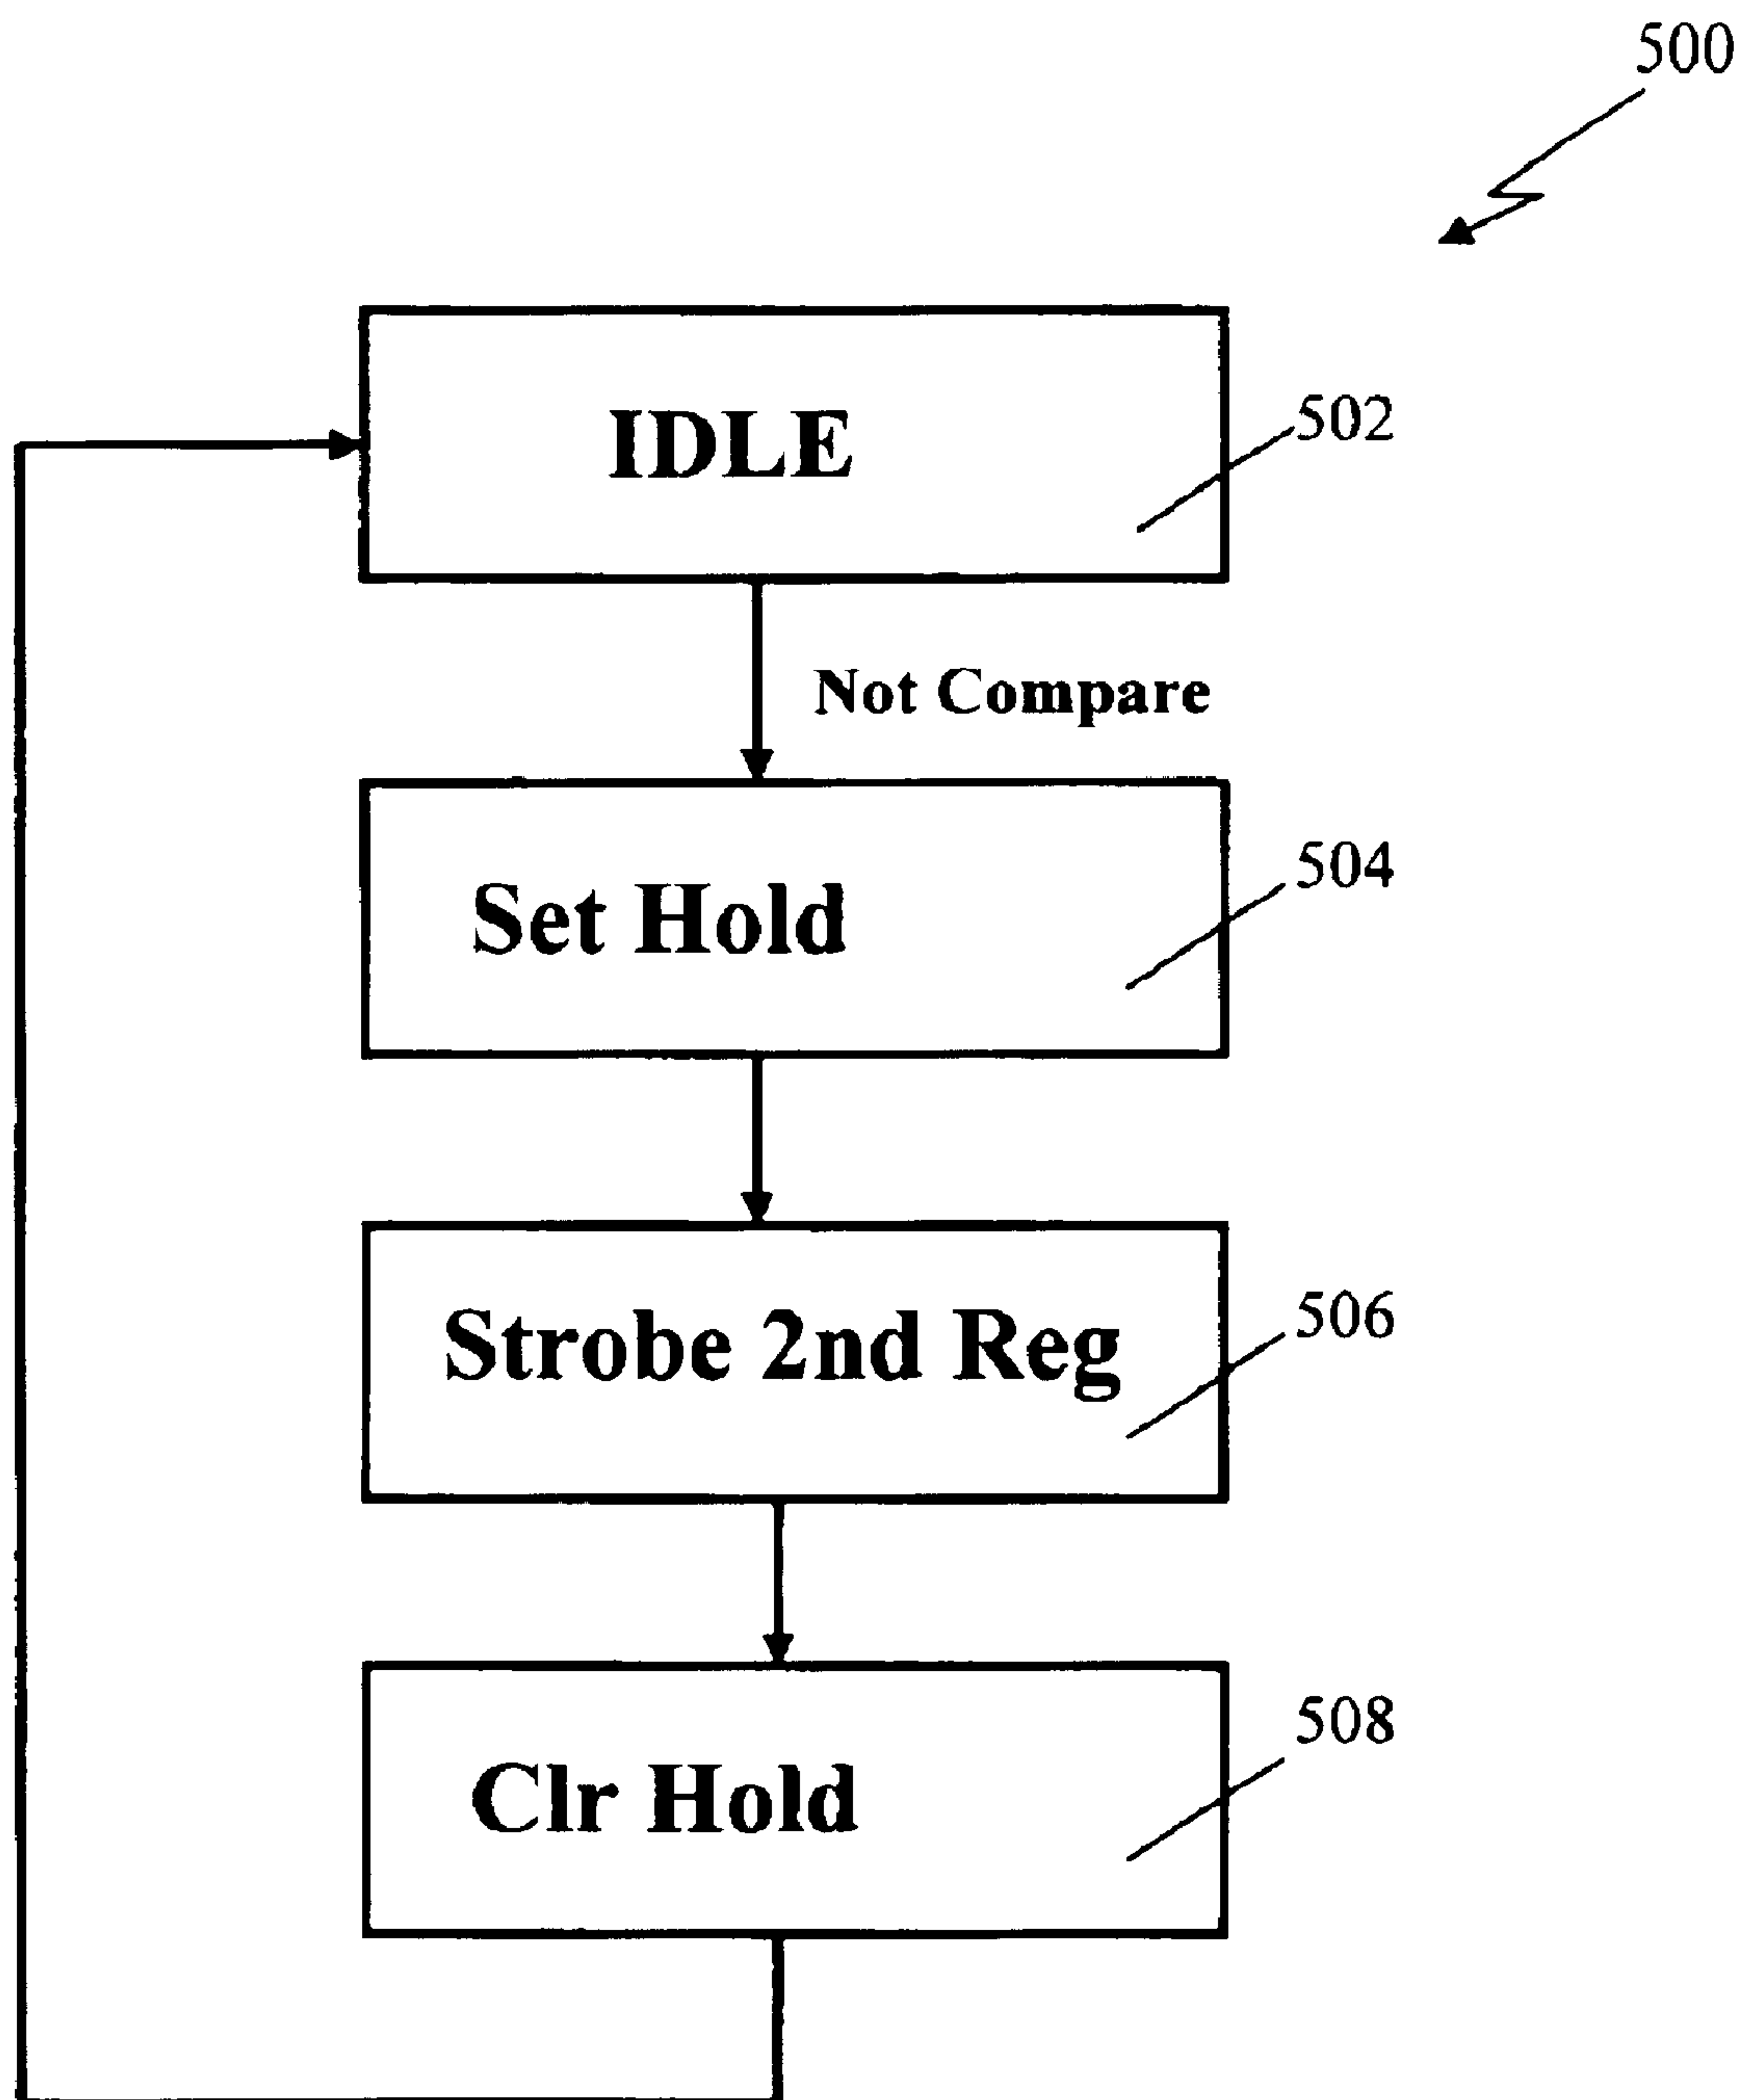 500
IDLE
502
Not Compare
Set Hold
504
Strobe 2nd Reg
506
Clr Hold
508